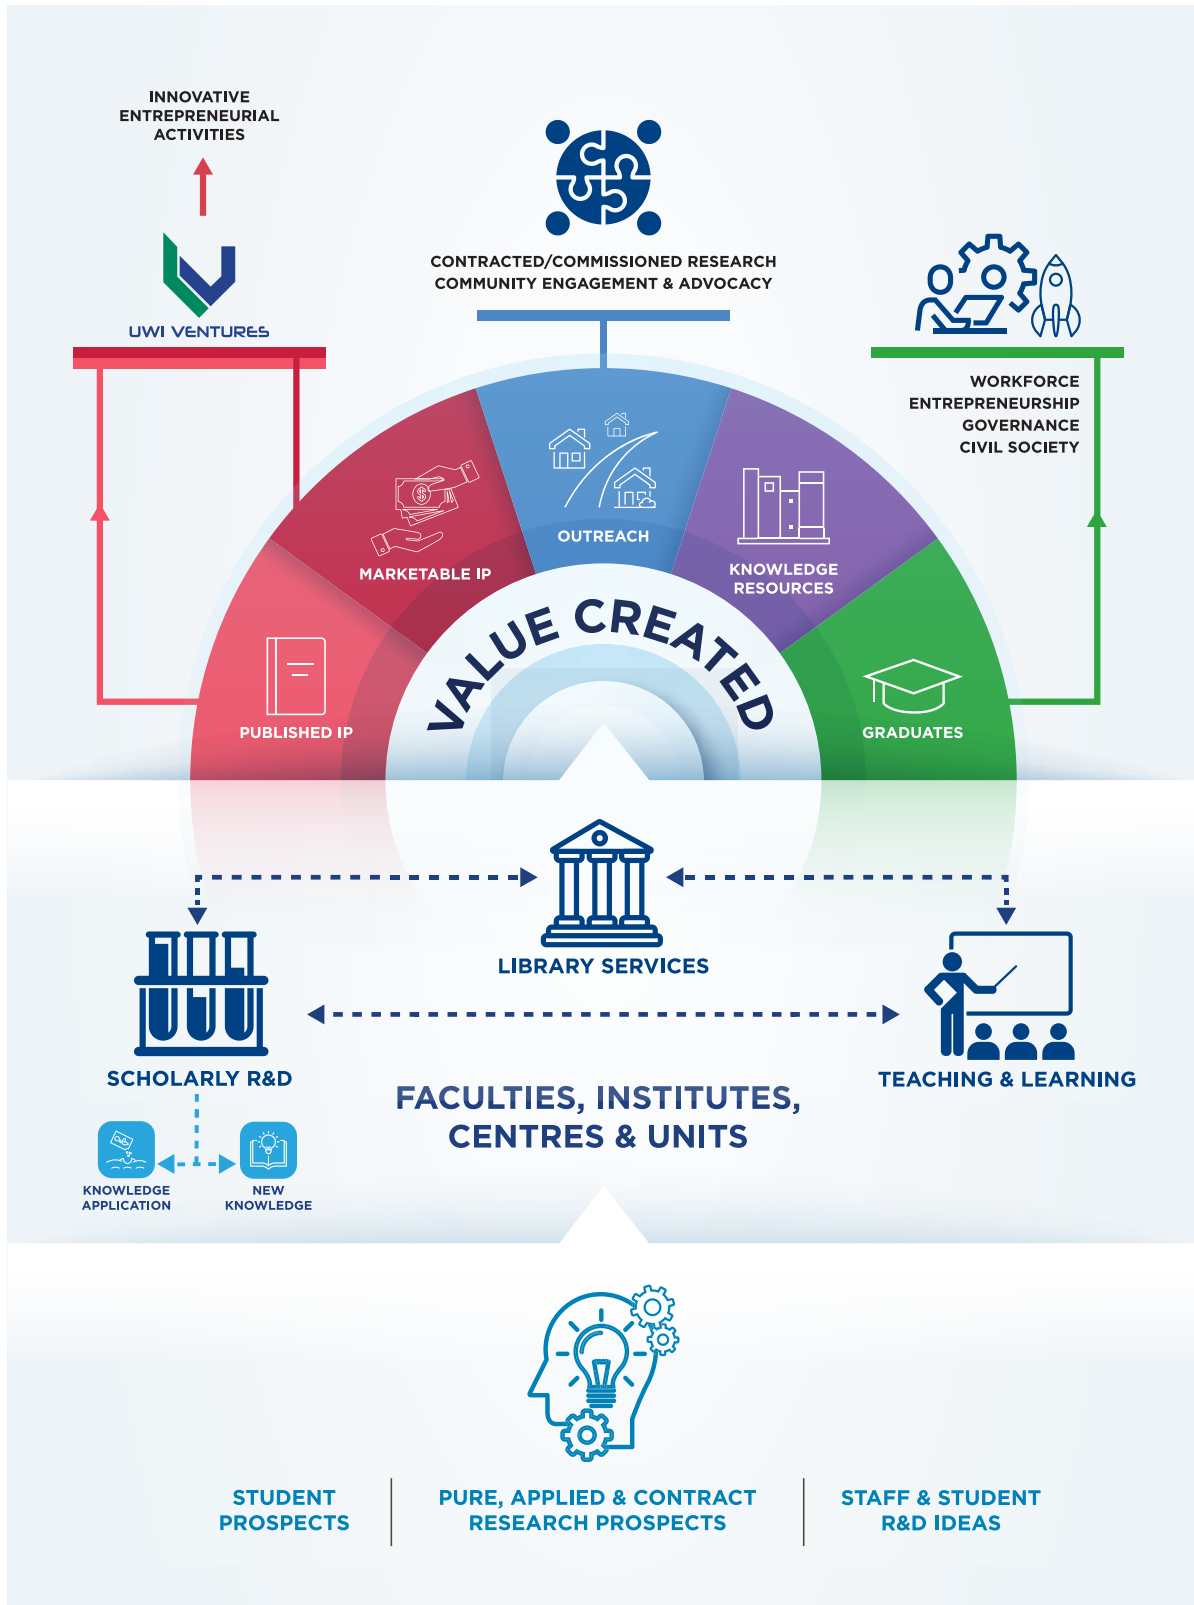 INNOVATIVE
ENTREPRENEURIAL
ACTIVITIES
UWI VENTURES
CONTRACTED/COMMISSIONED RESEARCH
COMMUNITY ENGAGEMENT & ADVOCACY
WORKFORCE
ENTREPRENEURSHIP
GOVERNANCE
CIVIL SOCIETY
PUBLISHED IP
$
MARKETABLE IP
OUTREACH
KNOWLEDGE
RESOURCES
GRADUATES
VALUE CREATED
LIBRARY SERVICES
SCHOLARLY R&D
TEACHING & LEARNING
KNOWLEDGE
APPLICATION
NEW
KNOWLEDGE
FACULTIES, INSTITUTES,
CENTRES & UNITS
STUDENT
PROSPECTS
PURE, APPLIED & CONTRACT
RESEARCH PROSPECTS
STAFF & STUDENT
R&D IDEAS